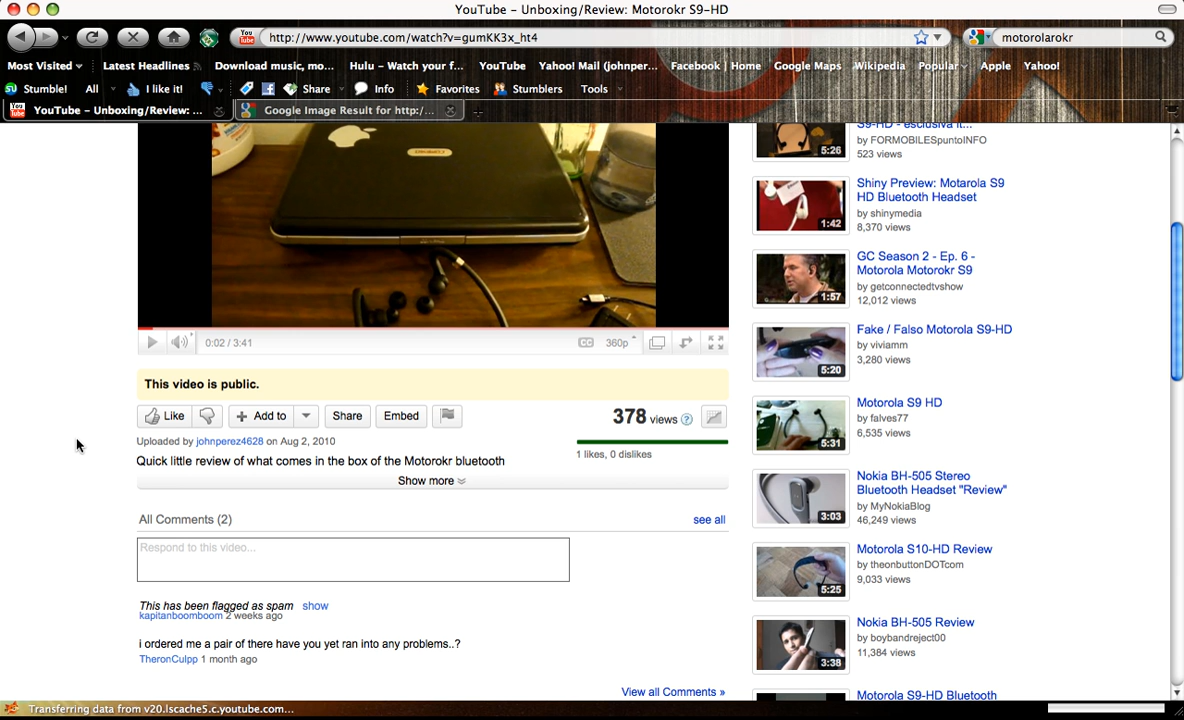 YouTube - Unboxing/Review: Motorokr S9-HD
http://www.youtube.com/watch?v=gumKK3x_ht4
motorolarokr
Most Visited
Latest Headlines
Download music, mo...
Hulu - Watch your f...
YouTube
Yahoo! Mail (johnper...
Facebook | Home
Google Maps
Wikipedia
Popular
Apple
Yahoo!
Stumble!
All
I like it!
Share
Info
Favorites
Stumblers
Tools
YouTube - Unboxing/Review: ...
Google Image Result for http:/...
0:02 / 3:41
CC
360p
This video is public.
Like
Add to
Share
Embed
378 views
Uploaded by johnperez4628 on Aug 2, 2010
1 likes, 0 dislikes
Quick little review of what comes in the box of the Motorokr bluetooth
Show more
All Comments (2)
see all
Respond to this video...
This has been flagged as spam show
kapitanboomboom 2 weeks ago
i ordered me a pair of there have you yet ran into any problems..?
TheronCulpp 1 month ago
View all Comments »
S9-HD - esclusiva it...
by FORMOBILESpuntoINFO
523 views
5:26
Shiny Preview: Motarola S9
HD Bluetooth Headset
by shinymedia
8,370 views
1:42
GC Season 2 - Ep. 6 -
Motorola Motorokr S9
by getconnectedtvshow
12,012 views
1:57
Fake / Falso Motorola S9-HD
by viviamm
3,280 views
5:20
Motorola S9 HD
by falves77
6,535 views
5:31
Nokia BH-505 Stereo
Bluetooth Headset "Review"
by MyNokiaBlog
46,249 views
3:03
Motorola S10-HD Review
by theonbuttonDOTcom
9,033 views
5:25
Nokia BH-505 Review
by boybandreject00
11,384 views
3:38
Motorola S9-HD Bluetooth
Transferring data from v20.lscache5.c.youtube.com...